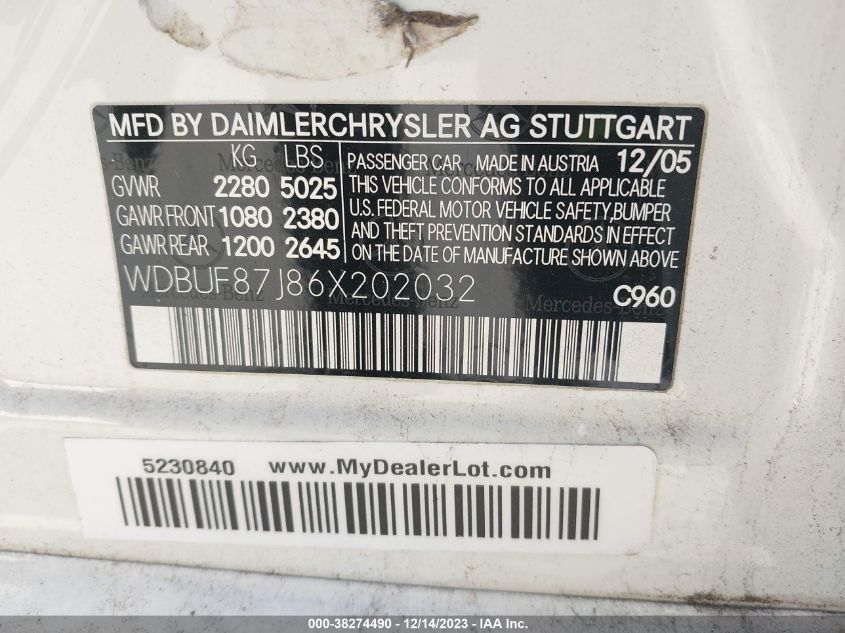 MFD BY DAIMLERCHRYSLER AG STUTTGART
KG LBS
GVWR 2280 5025
GAWR FRONT 1080 2380
GAWR REAR 1200 2645
PASSENGER CAR MADE IN AUSTRIA 12/05
THIS VEHICLE CONFORMS TO ALL APPLICABLE
U.S. FEDERAL MOTOR VEHICLE SAFETY,BUMPER
AND THEFT PREVENTION STANDARDS IN EFFECT
ON THE DATE OF MANUFACTURE SHOWN ABOVE.
WDBUF87J86X202032
Mercedes-Benz
C960
5230840 www.MyDealerLot.com
000-38274490 - 12/14/2023 - IAA Inc.